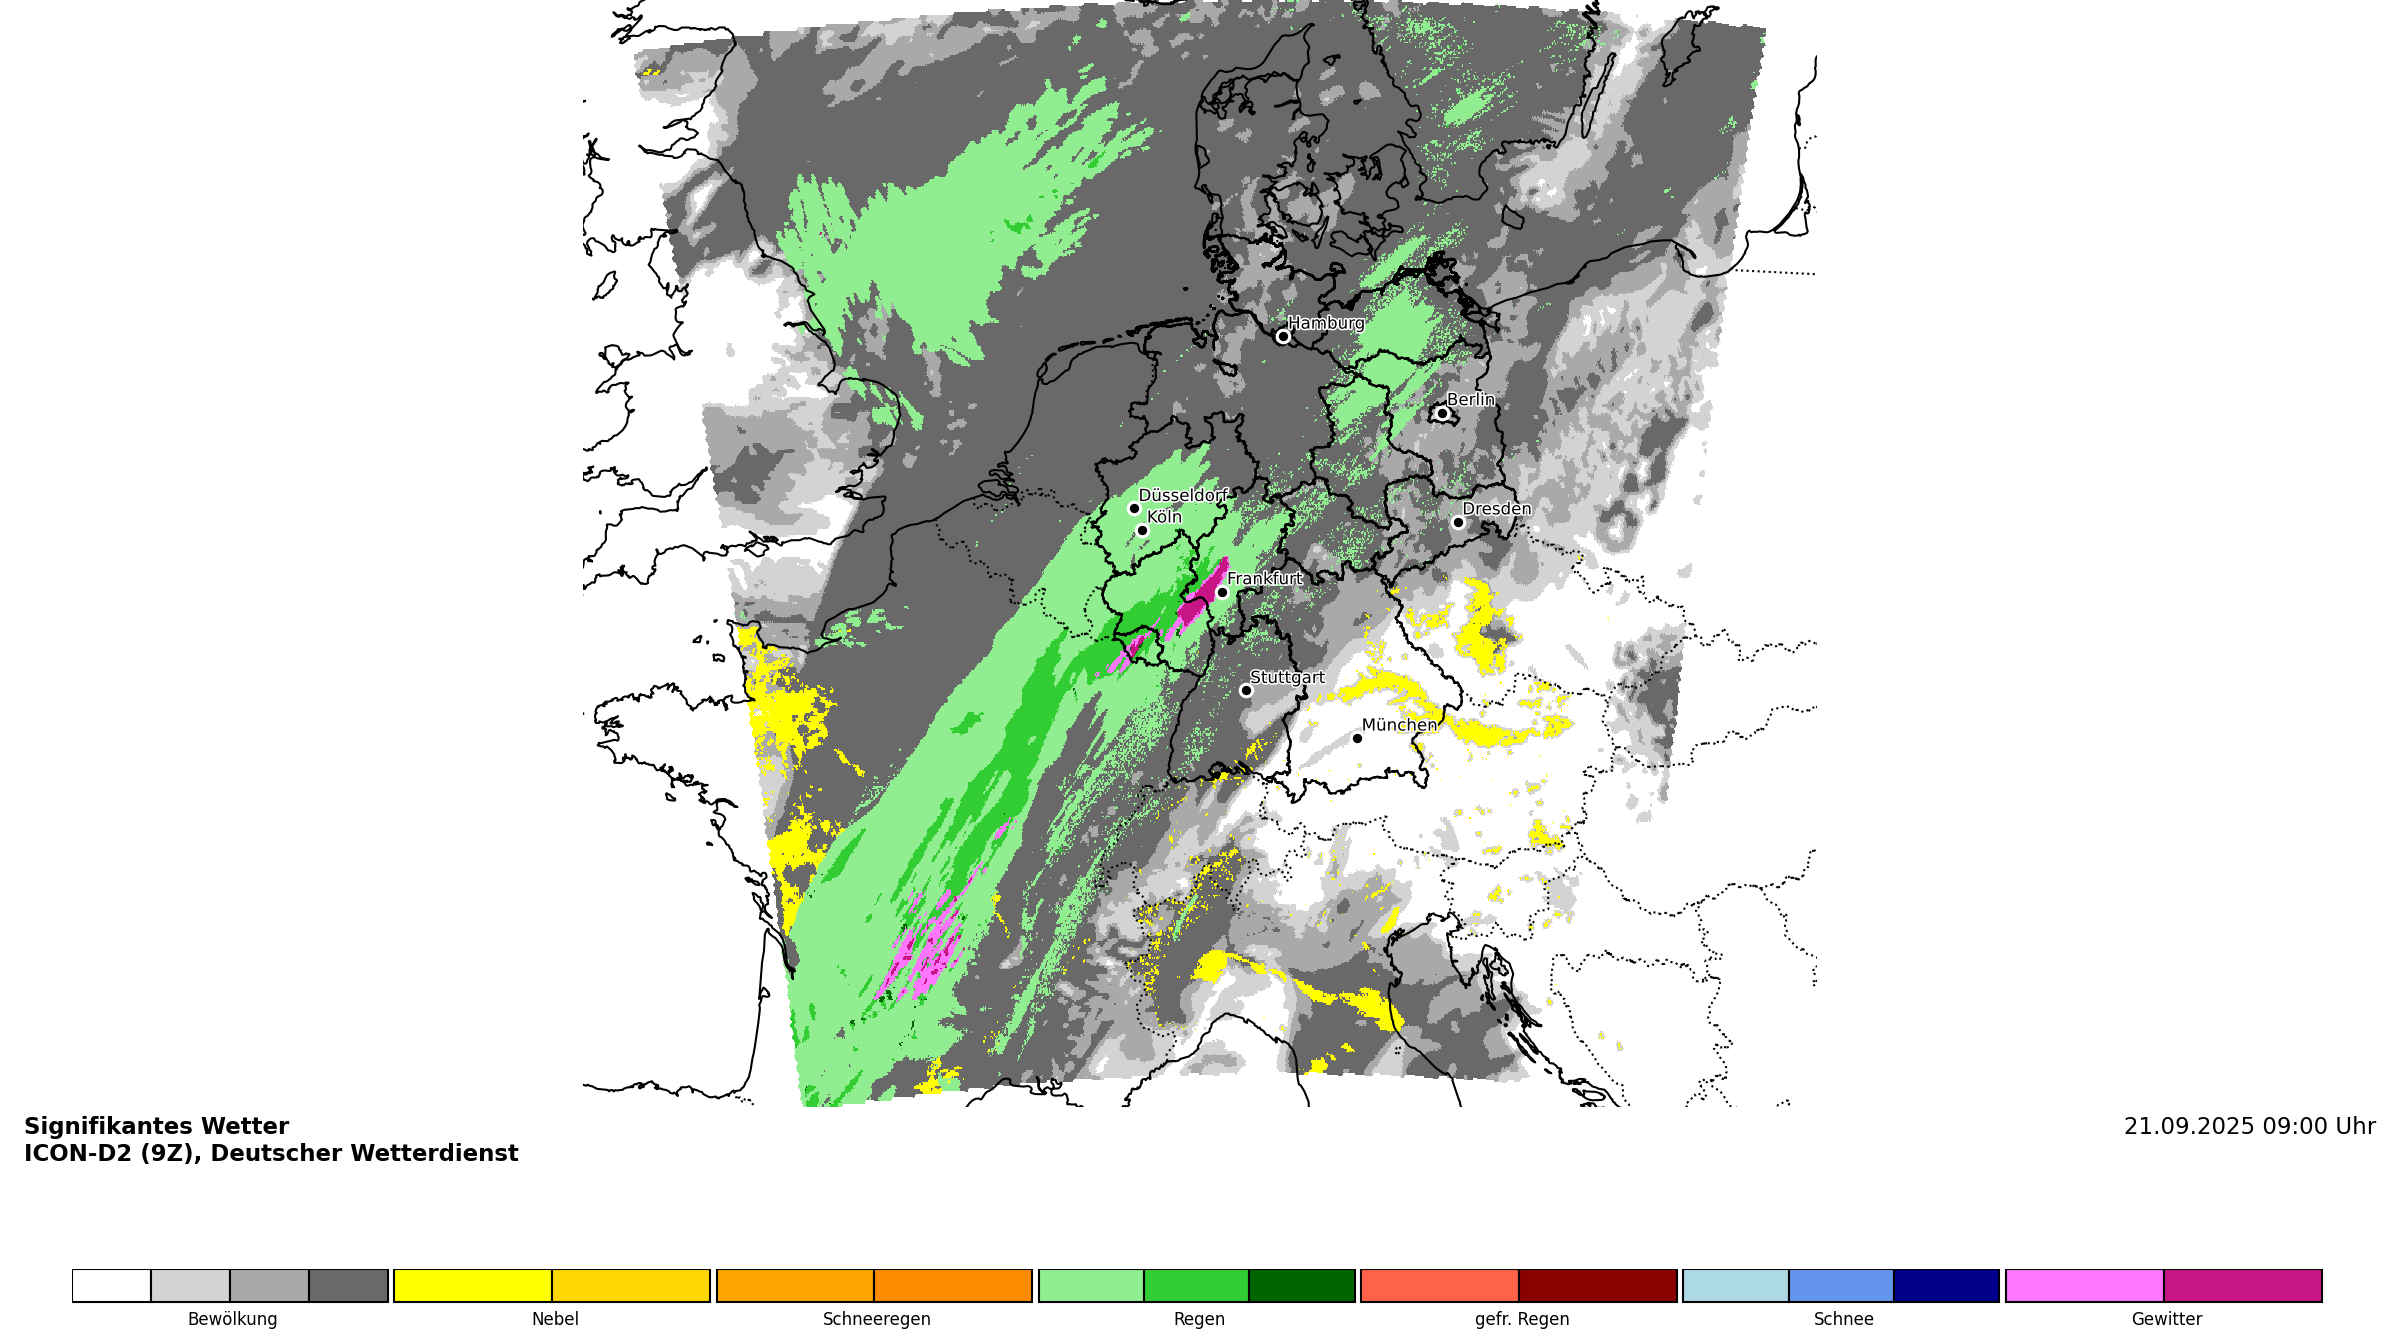 Hamburg
Berlin
Düsseldorf
Köln
Dresden
Frankfurt
Stuttgart
München
Signifikantes Wetter
21.09.2025 09:00 Uhr
ICON-D2 (9Z), Deutscher Wetterdienst
Bewölkung
Nebel
Schneeregen
Regen
gefr. Regen
Schnee
Gewitter